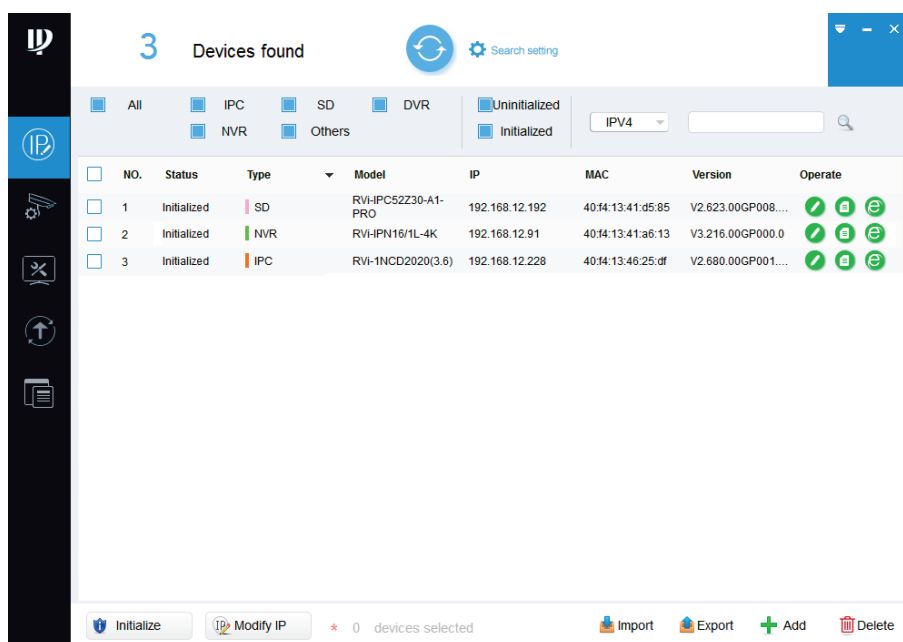 3 Devices found Search setting
All IPC SD DVR Uninitialized
NVR Others Initialized IPV4
NO. Status Type Model IP MAC Version Operate
1 Initialized SD RVi-IPC52Z30-A1-PRO 192.168.12.192 40:f4:13:41:d5:85 V2.623.00GP008....
2 Initialized NVR RVi-IPN16/1L-4K 192.168.12.91 40:f4:13:41:a6:13 V3.216.00GP000.0
3 Initialized IPC RVi-1NCD2020(3.6) 192.168.12.228 40:f4:13:46:25:df V2.680.00GP001....
Initialize Modify IP * 0 devices selected Import Export Add Delete